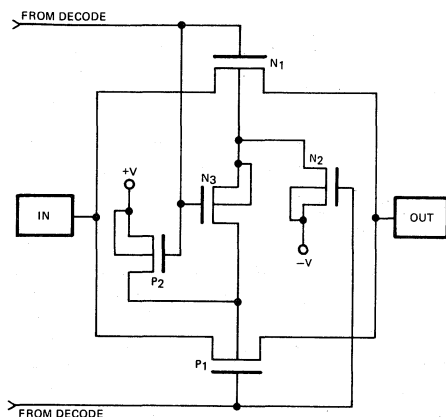 FROM DECODE
N1
+V
N3
N2
IN
OUT
P2
−V
P1
FROM DECODE